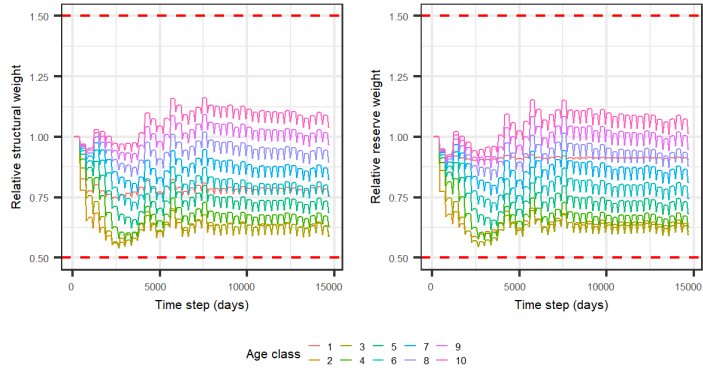 1.50
1.25
1.00
0.75
0.50
Relative structural weight
0 5000 10000 15000
Time step (days)
1.50
1.25
1.00
0.75
0.50
Relative reserve weight
0 5000 10000 15000
Time step (days)
Age class
1 3 5 7 9
2 4 6 8 10